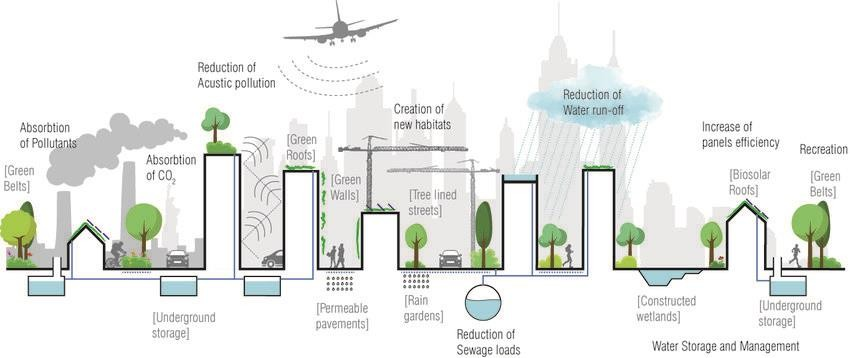 Reduction of
Acustic pollution
Absorbtion
of Pollutants
Absorbtion
of CO2
[Green
Belts]
[Green
Roofs]
[Green
Walls]
Creation of
new habitats
[Tree lined
streets]
Reduction of
Water run-off
Increase of
panels efficiency
[Biosolar
Roofs]
Recreation
[Green
Belts]
[Underground
storage]
[Permeable
pavements]
[Rain
gardens]
Reduction of
Sewage loads
[Constructed
wetlands]
[Underground
storage]
Water Storage and Management